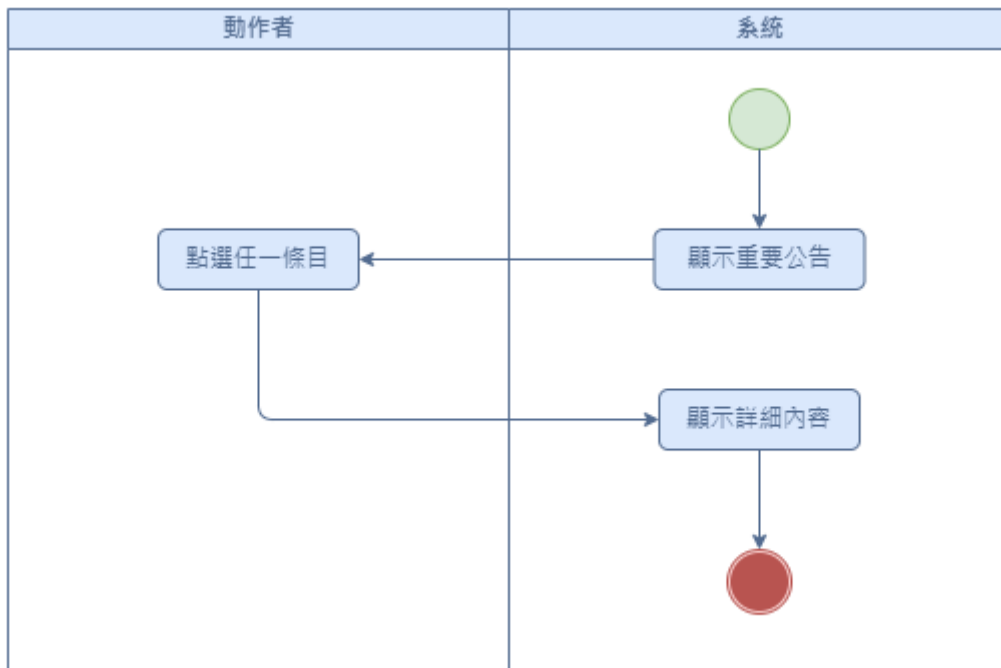 動作者
系統
顯示重要公告
點選任一條目
顯示詳細內容